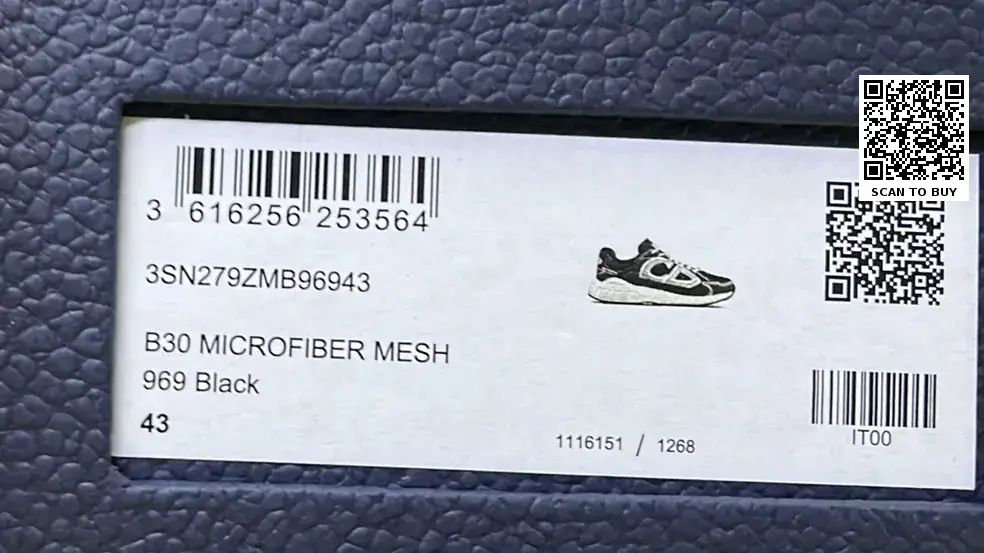 SCAN TO BUY
3 616256 253564
3SN279ZMB96943
B30 MICROFIBER MESH
969 Black
43
1116151 / 1268
IT00